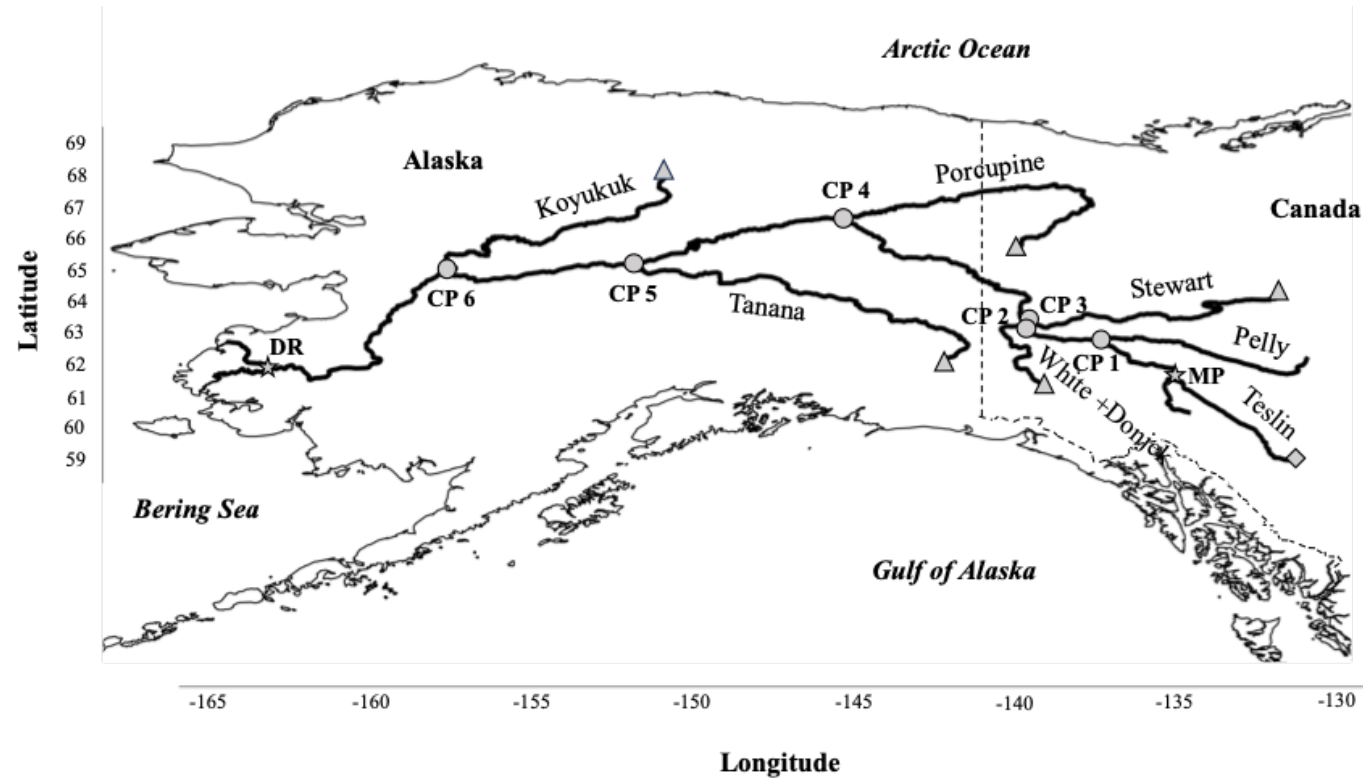 Arctic Ocean
69
68
67
66
65
64
63
62
61
60
59
Latitude
Alaska
Canada
Koyukuk
Porcupine
CP 4
CP 6
CP 5
Tanana
CP 2
CP 3
Stewart
Pelly
CP 1
MP
Teslin
White +Donjek
DR
Bering Sea
Gulf of Alaska
-165
-160
-155
-150
-145
-140
-135
-130
Longitude